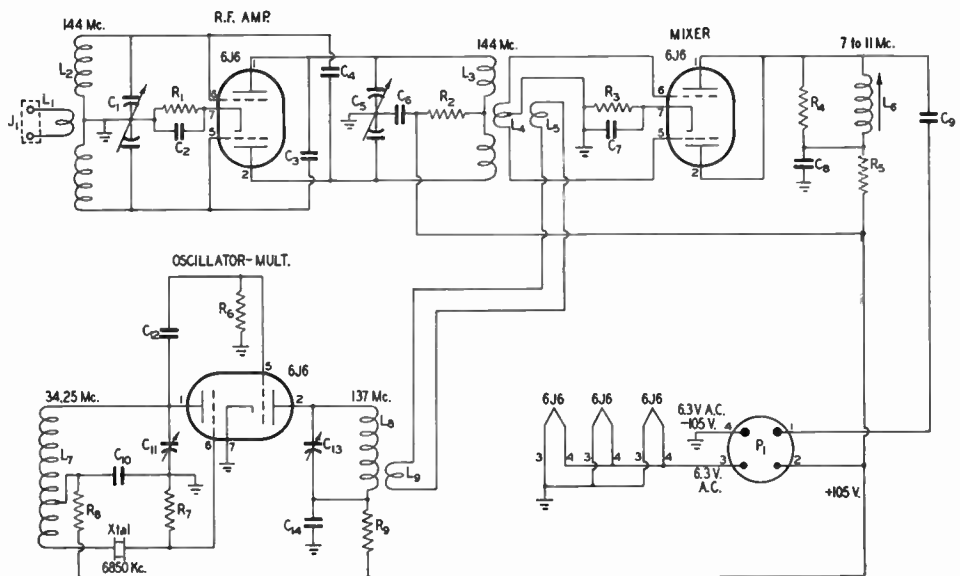 R.F. AMP.
MIXER
144 Mc.
6J6
144 Mc.
6J6
7 to 11 Mc.
L2
L1
J1
C1
R1
C2
6
7
5
1
2
C4
C3
C5
C6
R2
L3
L4
L5
R3
C7
6
7
5
1
2
R4
C8
L6
R5
C9
OSCILLATOR-MULT.
C12
R6
5
6J6
34.25 Mc.
1
2
137 Mc.
6
7
L7
C11
C10
R8
R7
Xtal
6850 Kc.
C13
L8
L9
C14
R9
6J6 6J6 6J6
3 4 3 4 3 4
6.3 V A.C.
-105 V.
4
1
P1
3
2
6.3 V.
A.C.
+105 V.